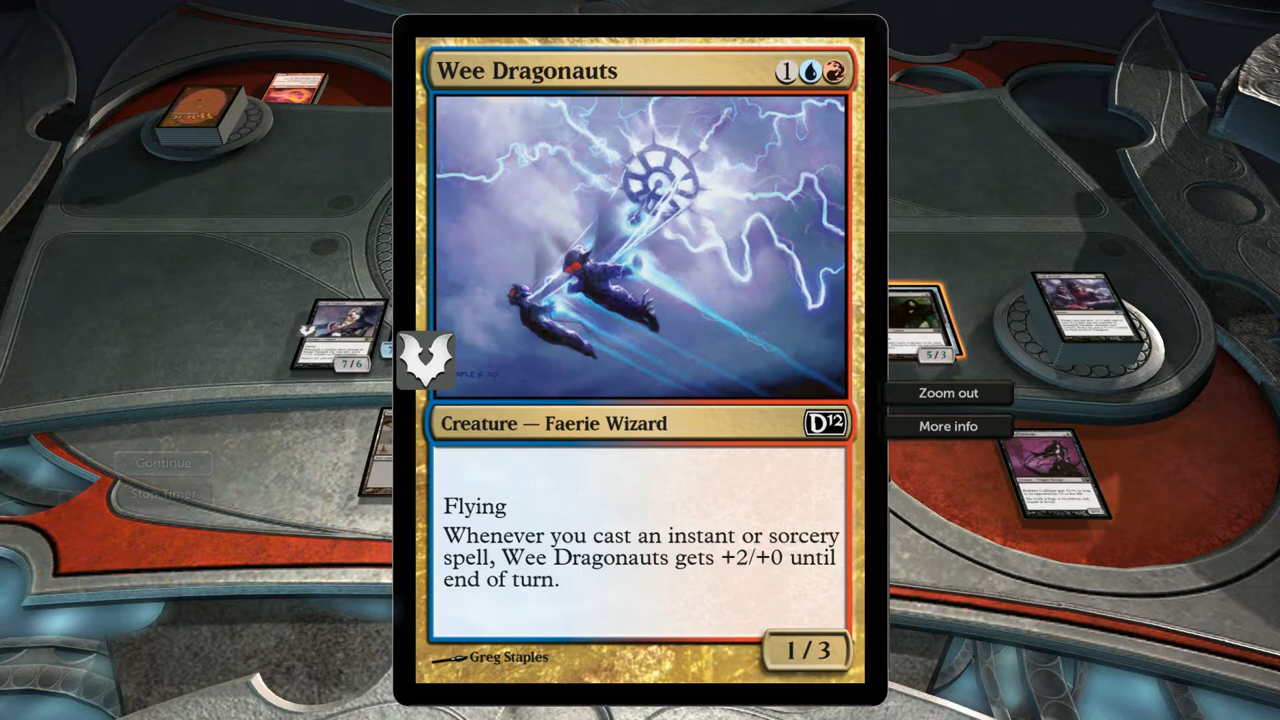 Wee Dragonauts
1
Creature — Faerie Wizard
D12
Flying
Whenever you cast an instant or sorcery
spell, Wee Dragonauts gets +2/+0 until
end of turn.
1/3
Greg Staples
7/6
5/3
Zoom out
More info
Continue
Stop Timer